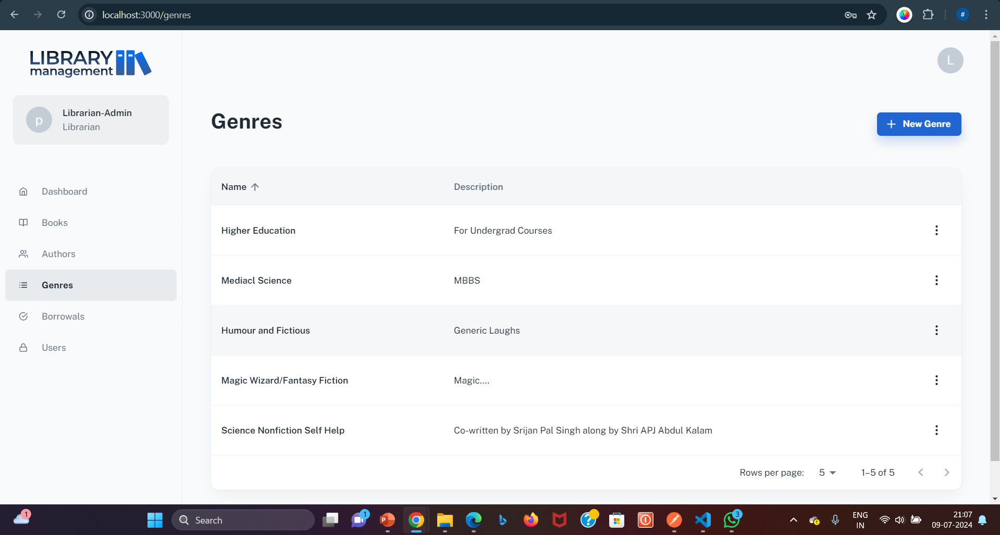 localhost:3000/genres
#
LIBRARY
management
L
p
Librarian-Admin
Librarian
Genres
New Genre
Dashboard
Books
Authors
Genres
Borrowals
Users
Name Description
Higher Education For Undergrad Courses
Mediacl Science MBBS
Humour and Fictious Generic Laughs
Magic Wizard/Fantasy Fiction Magic....
Science Nonfiction Self Help Co-written by Srijan Pal Singh along by Shri APJ Abdul Kalam
Rows per page: 5 1–5 of 5
1
Search
1
P
3
ENG
IN
21:07
09-07-2024